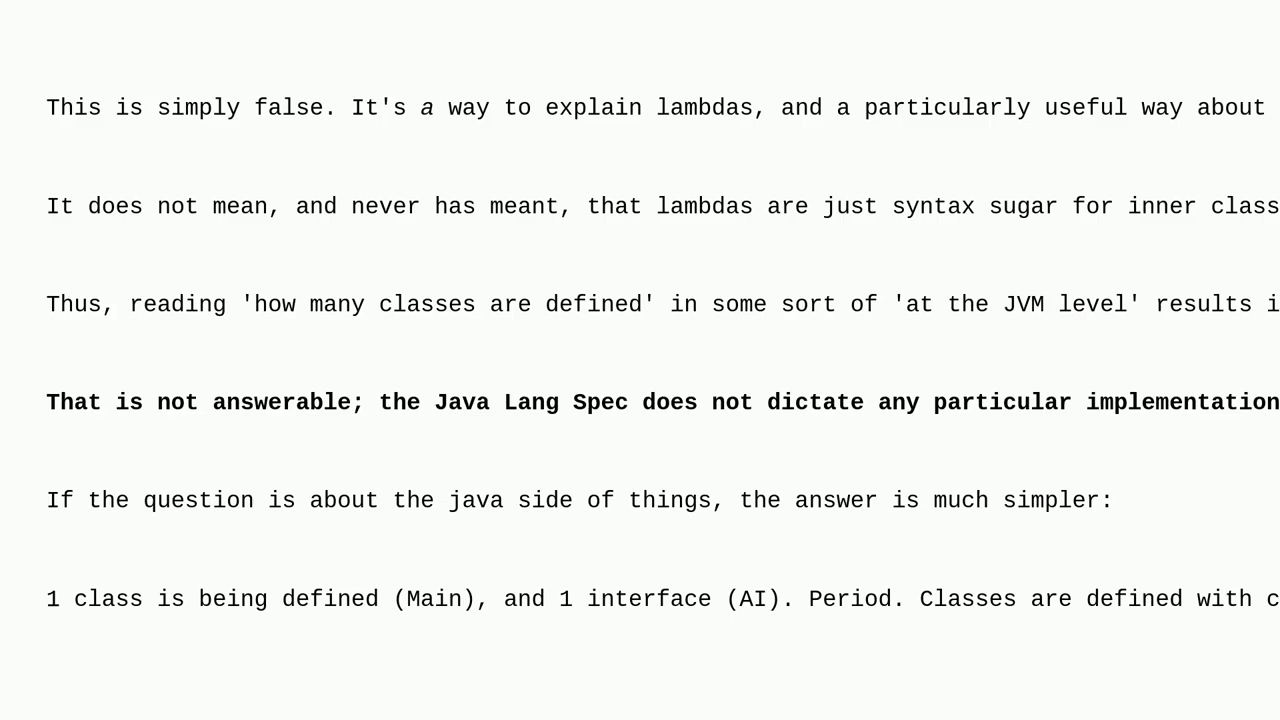 This is simply false. It's a way to explain lambdas, and a particularly useful way about
It does not mean, and never has meant, that lambdas are just syntax sugar for inner class
Thus, reading 'how many classes are defined' in some sort of 'at the JVM level' results i
That is not answerable; the Java Lang Spec does not dictate any particular implementation
If the question is about the java side of things, the answer is much simpler:
1 class is being defined (Main), and 1 interface (AI). Period. Classes are defined with c